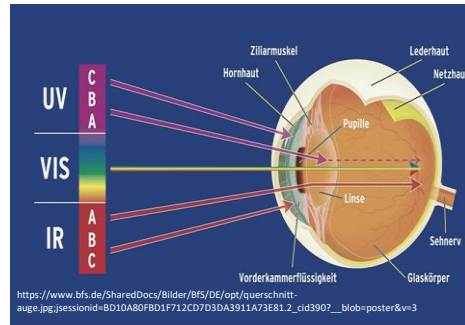 Ziliarmuskel
Lederhaut
Hornhaut
Netzhau
UV
C
B
A
Pupille
VIS
IR
A
B
C
Linse
Sehnerv
Vorderkammerflüssigkeit
Glaskörper
https://www.bfs.de/SharedDocs/Bilder/BfS/DE/opt/querschnitt-
auge.jpg;jsessionid=BD10A80FBD1F712CD7D3DA3911A73E81.2_cid390?__blob=poster&v=3